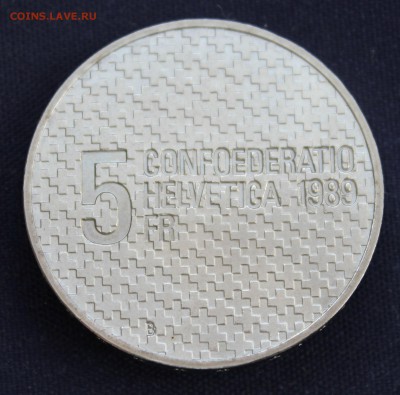 COINS.LAVE.RU
5 CONFOEDERATIO
HELVETICA 1989
FR
B